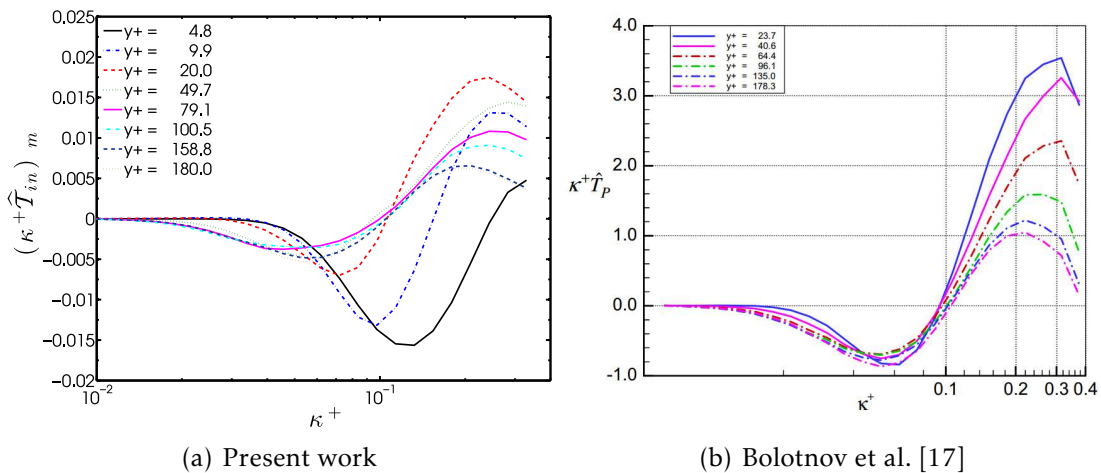 0.025
0.02
0.015
0.01
0.005
0
−0.005
−0.01
−0.015
−0.02
(κ⁺T̂ᵢₙ) ₘ
y+ = 4.8
y+ = 9.9
y+ = 20.0
y+ = 49.7
y+ = 79.1
y+ = 100.5
y+ = 158.8
y+ = 180.0
10⁻² 10⁻¹
κ⁺
(a) Present work
4.0
3.0
2.0
1.0
0.0
-1.0
κ⁺T̂_P
y+ = 23.7
y+ = 40.6
y+ = 64.4
y+ = 96.1
y+ = 135.0
y+ = 178.3
0.1 0.2 0.3 0.4
κ⁺
(b) Bolotnov et al. [17]